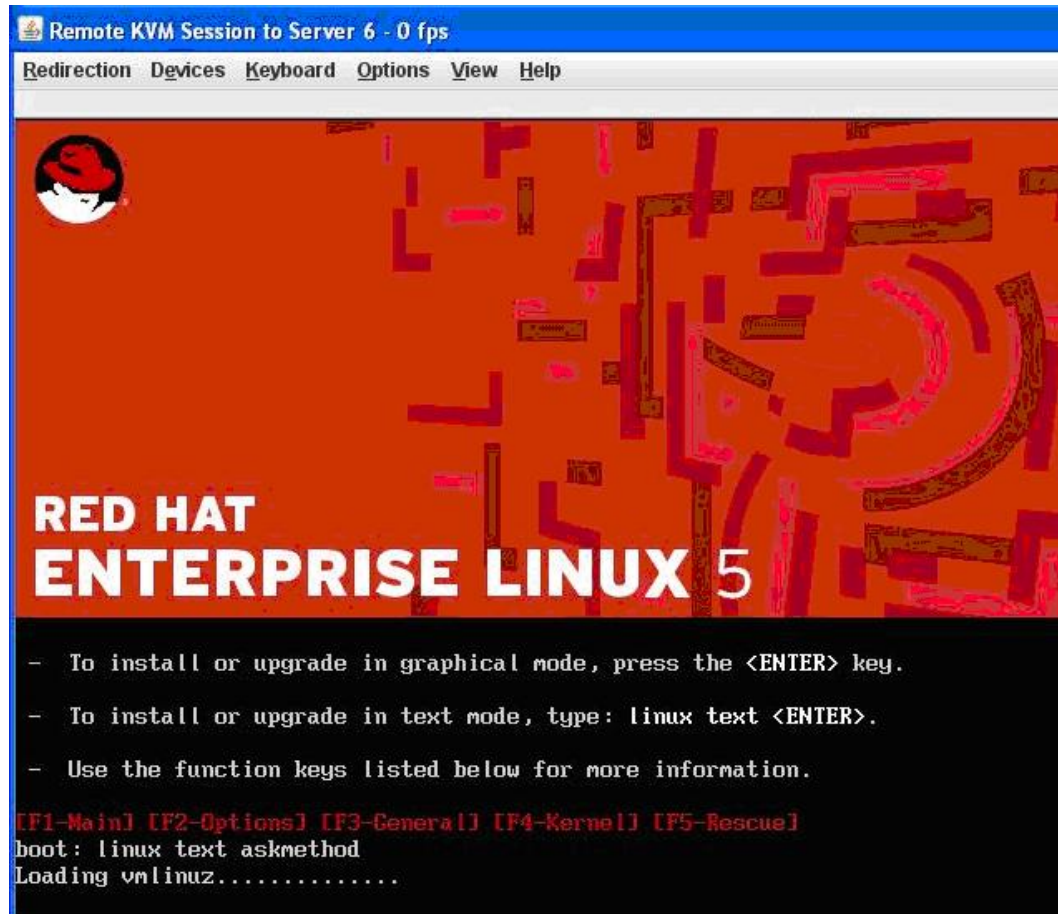 Remote KVM Session to Server 6 - 0 fps
Redirection Devices Keyboard Options View Help
RED HAT
ENTERPRISE LINUX 5
- To install or upgrade in graphical mode, press the <ENTER> key.
- To install or upgrade in text mode, type: linux text <ENTER>.
- Use the function keys listed below for more information.
[F1-Main] [F2-Options] [F3-General] [F4-Kernel] [F5-Rescue]
boot: linux text askmethod
Loading vmlinuz..............